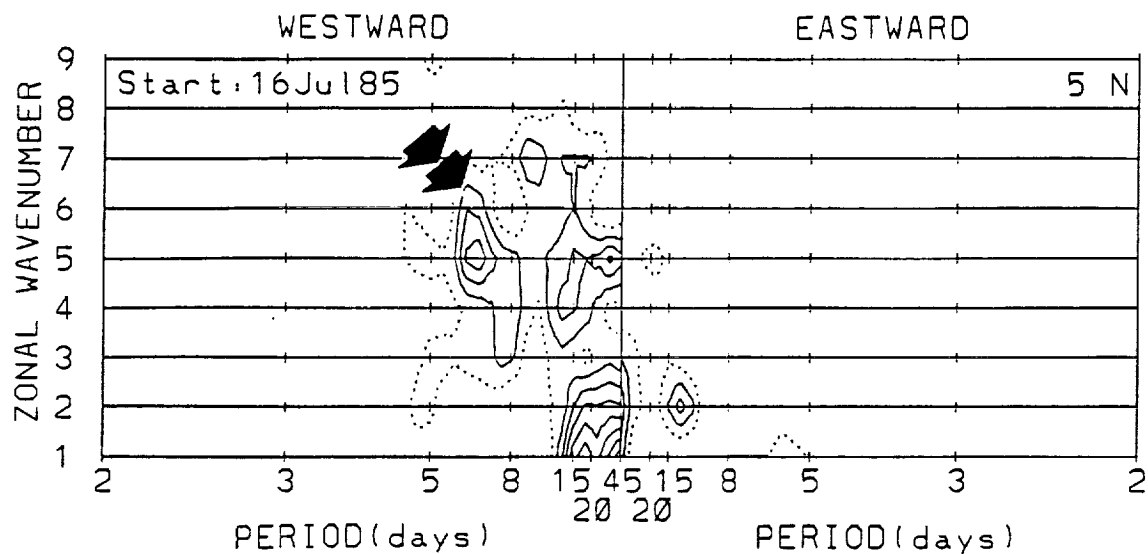 WESTWARD EASTWARD
Start:16Jul85 5 N
ZONAL WAVENUMBER
9
8
7
6
5
4
3
2
1
2 3 5 8 15 45 15 8 5 3 2
20 20
PERIOD(days) PERIOD(days)